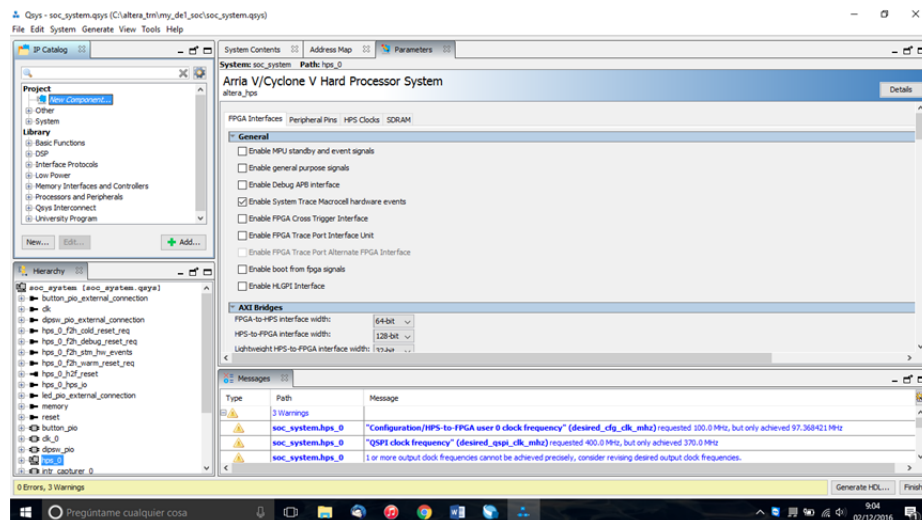 Qsys - soc_system.qsys (C:\altera_trn\my_de1_soc\soc_system.qsys)
File Edit System Generate View Tools Help
IP Catalog
Project
New Component...
Other
System
Library
Basic Functions
DSP
Interface Protocols
Low Power
Memory Interfaces and Controllers
Processors and Peripherals
Qsys Interconnect
University Program
New... Edit... Add...
Hierarchy
soc_system [soc_system.qsys]
button_pio_external_connection
clk
dipsw_pio_external_connection
hps_0_f2h_cold_reset_req
hps_0_f2h_debug_reset_req
hps_0_f2h_stm_hw_events
hps_0_f2h_warm_reset_req
hps_0_h2f_reset
hps_0_hps_io
led_pio_external_connection
memory
reset
button_pio
clk_0
dipsw_pio
hps_0
intr_capturer_0
System Contents Address Map Parameters
System: soc_system Path: hps_0
Arria V/Cyclone V Hard Processor System
altera_hps
Details
FPGA Interfaces Peripheral Pins HPS Clocks SDRAM
General
Enable MPU standby and event signals
Enable general purpose signals
Enable Debug APB interface
Enable System Trace Macrocell hardware events
Enable FPGA Cross Trigger Interface
Enable FPGA Trace Port Interface Unit
Enable FPGA Trace Port Alternate FPGA Interface
Enable boot from fpga signals
Enable HLGPI Interface
AXI Bridges
FPGA-to-HPS interface width: 64-bit
HPS-to-FPGA interface width: 128-bit
Lightweight HPS-to-FPGA interface width: 32-bit
Messages
Type Path Message
3 Warnings
soc_system.hps_0 "Configuration/HPS-to-FPGA user 0 clock frequency" (desired_cfg_clk_mhz) requested 100.0 MHz, but only achieved 97.368421 MHz
soc_system.hps_0 "QSPI clock frequency" (desired_qspi_clk_mhz) requested 400.0 MHz, but only achieved 370.0 MHz
soc_system.hps_0 1 or more output clock frequencies cannot be achieved precisely, consider revising desired output clock frequencies.
0 Errors, 3 Warnings
Generate HDL... Finish
Pregúntame cualquier cosa
9:04
02/12/2016